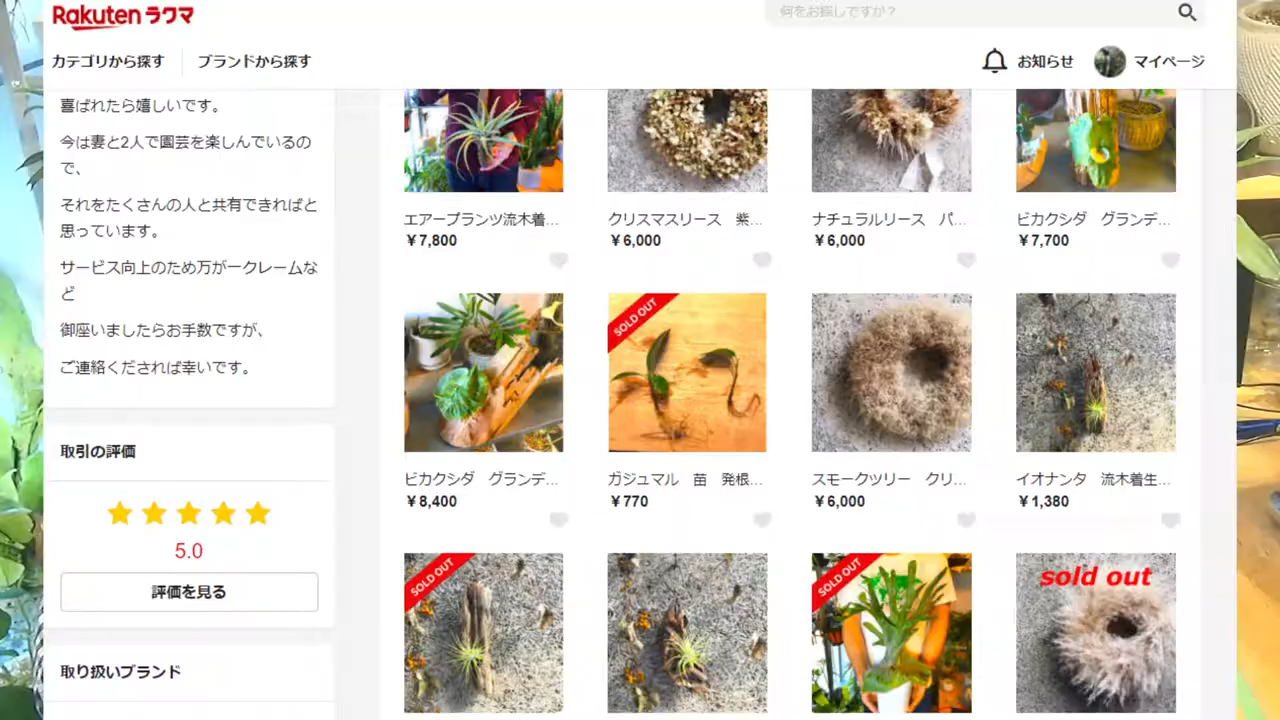 Rakuten ラクマ
何をお探しですか？
カテゴリから探す
ブランドから探す
お知らせ
マイページ
喜ばれたら嬉しいです。
今は妻と2人で園芸を楽しんでいるの
で、
それをたくさんの人と共有できればと
思っています。
サービス向上のため万が一クレームな
ど
御座いましたらお手数ですが、
ご連絡くだされば幸いです。
取引の評価
5.0
評価を見る
取り扱いブランド
エアープランツ流木着...
￥7,800
クリスマスリース　紫...
￥6,000
ナチュラルリース　パ...
￥6,000
ビカクシダ　グランデ...
￥7,700
ビカクシダ　グランデ...
￥8,400
SOLD OUT
ガジュマル　苗　発根...
￥770
スモークツリー　クリ...
￥6,000
イオナンタ　流木着生...
￥1,380
SOLD OUT
SOLD OUT
sold out